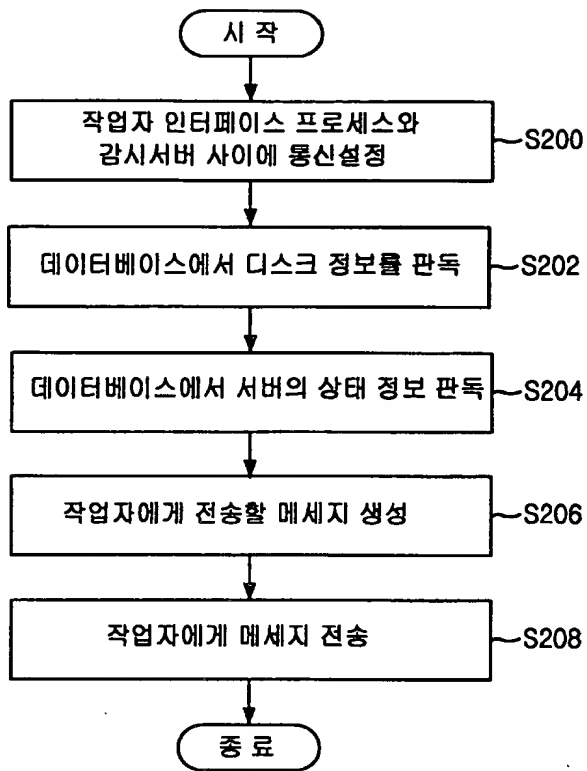 시 작
작업자 인터페이스 프로세스와
감시서버 사이에 통신설정
S200
데이터베이스에서 디스크 정보를 판독
S202
데이터베이스에서 서버의 상태 정보 판독
S204
작업자에게 전송할 메세지 생성
S206
작업자에게 메세지 전송
S208
종 료